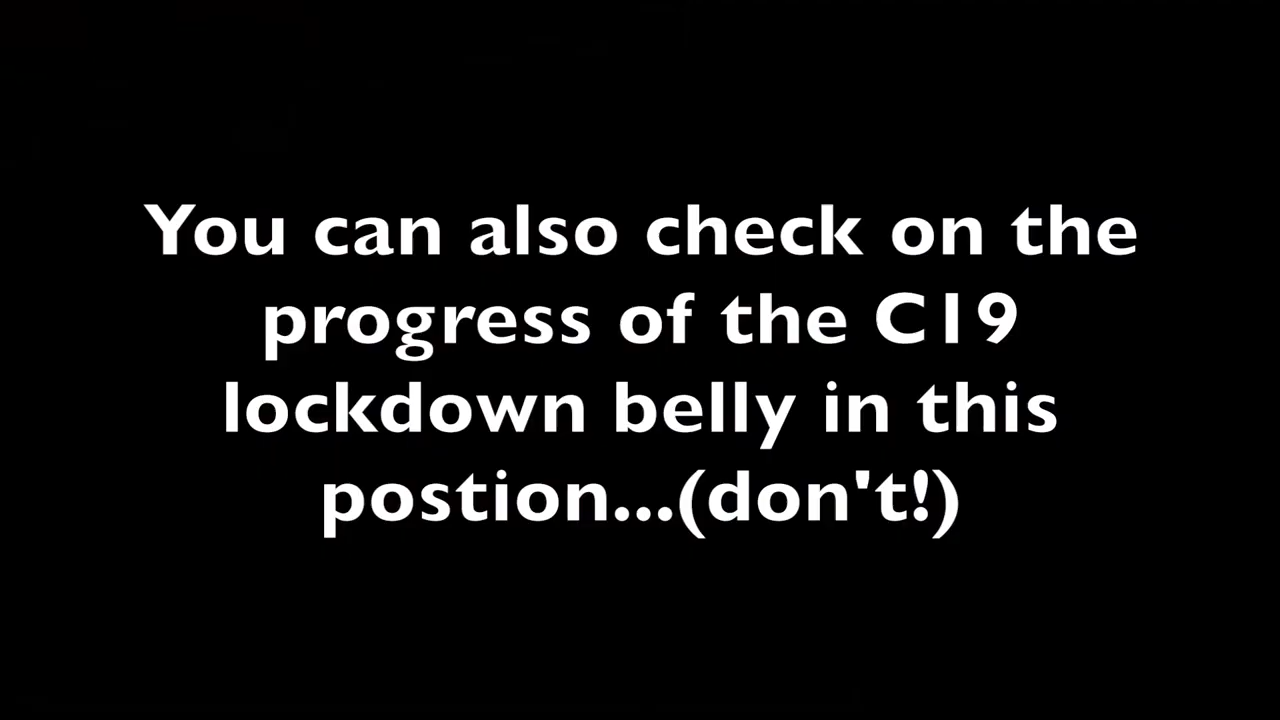 You can also check on the
progress of the C19
lockdown belly in this
postion...(don't!)